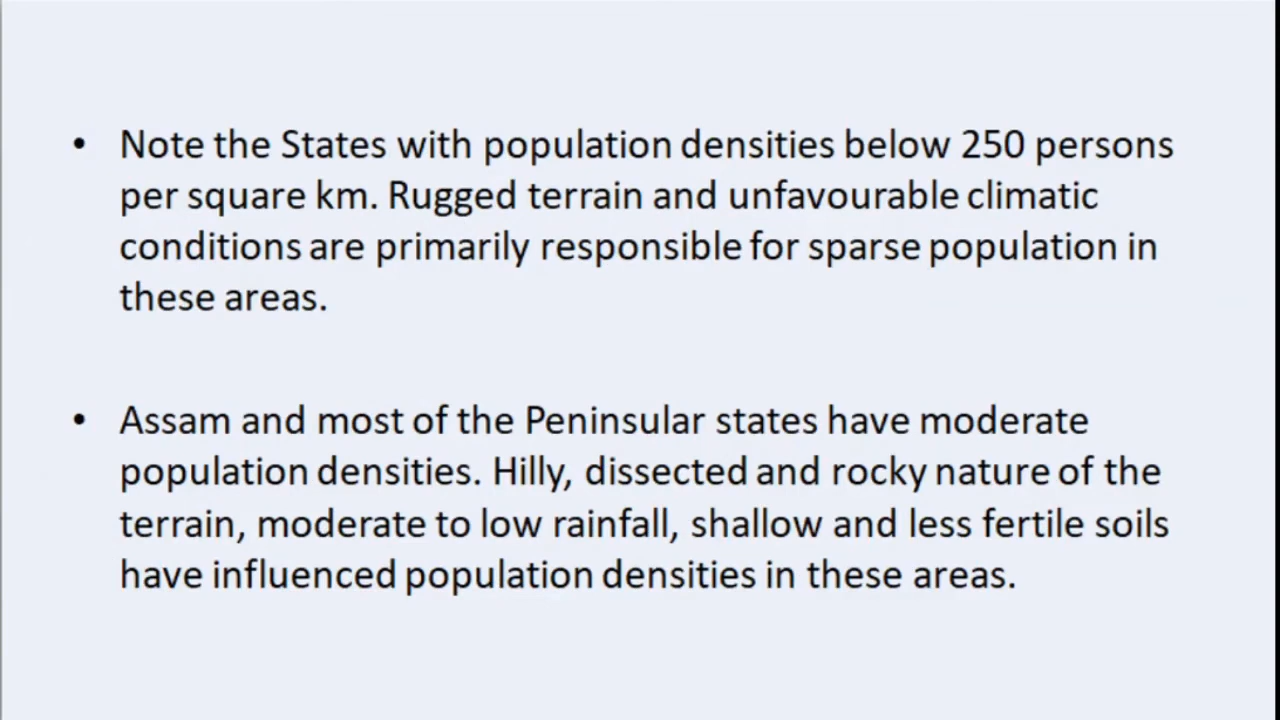 • Note the States with population densities below 250 persons
per square km. Rugged terrain and unfavourable climatic
conditions are primarily responsible for sparse population in
these areas.
• Assam and most of the Peninsular states have moderate
population densities. Hilly, dissected and rocky nature of the
terrain, moderate to low rainfall, shallow and less fertile soils
have influenced population densities in these areas.